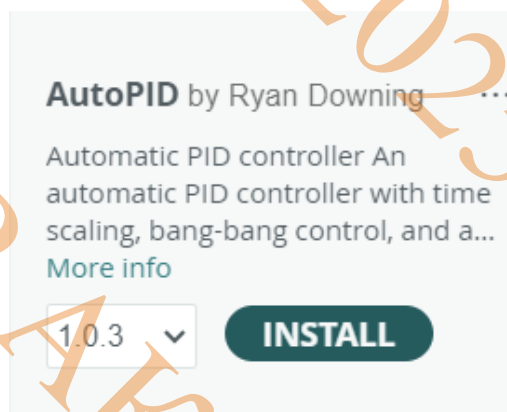 AutoPID by Ryan Downing ...
Automatic PID controller An
automatic PID controller with time
scaling, bang-bang control, and a...
More info
1.0.3
INSTALL